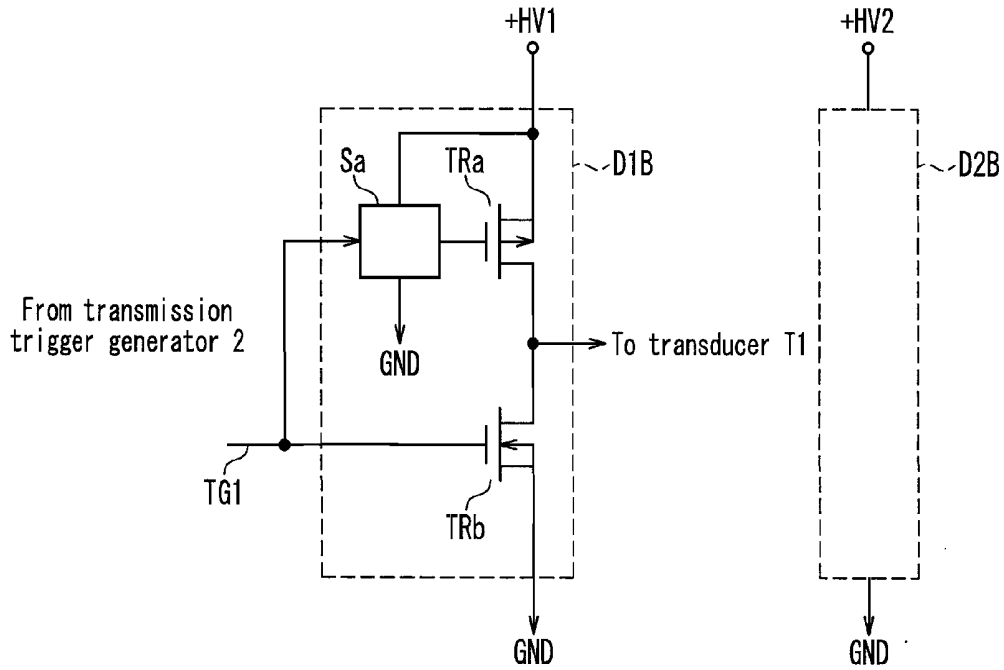 +HV1
+HV2
Sa
TRa
D1B
D2B
From transmission
trigger generator 2
GND
To transducer T1
TG1
TRb
GND
GND